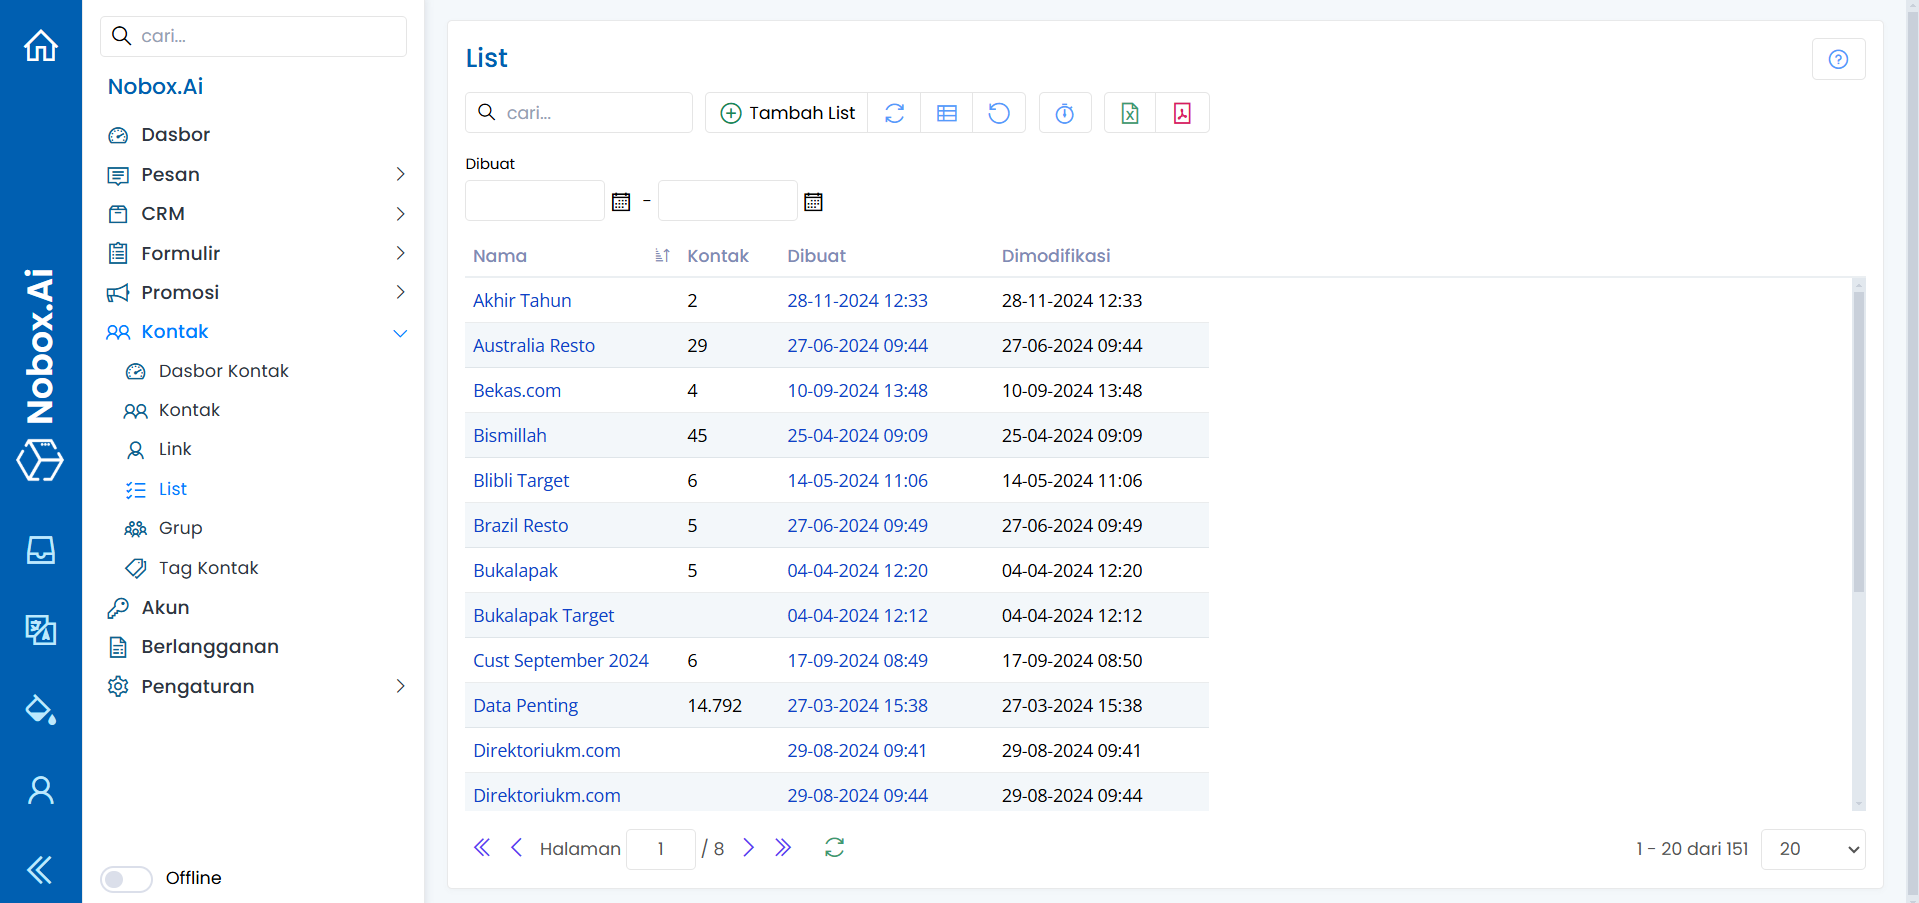 Nobox.Ai
cari...
Nobox.Ai
Dasbor
Pesan
CRM
Formulir
Promosi
Kontak
Dasbor Kontak
Kontak
Link
List
Grup
Tag Kontak
Akun
Berlangganan
Pengaturan
Offline
List
cari...
Tambah List
Dibuat
-
Nama Kontak Dibuat Dimodifikasi
Akhir Tahun 2 28-11-2024 12:33 28-11-2024 12:33
Australia Resto 29 27-06-2024 09:44 27-06-2024 09:44
Bekas.com 4 10-09-2024 13:48 10-09-2024 13:48
Bismillah 45 25-04-2024 09:09 25-04-2024 09:09
Blibli Target 6 14-05-2024 11:06 14-05-2024 11:06
Brazil Resto 5 27-06-2024 09:49 27-06-2024 09:49
Bukalapak 5 04-04-2024 12:20 04-04-2024 12:20
Bukalapak Target 04-04-2024 12:12 04-04-2024 12:12
Cust September 2024 6 17-09-2024 08:49 17-09-2024 08:50
Data Penting 14.792 27-03-2024 15:38 27-03-2024 15:38
Direktoriukm.com 29-08-2024 09:41 29-08-2024 09:41
Direktoriukm.com 29-08-2024 09:44 29-08-2024 09:44
Halaman 1 / 8
1 - 20 dari 151 20